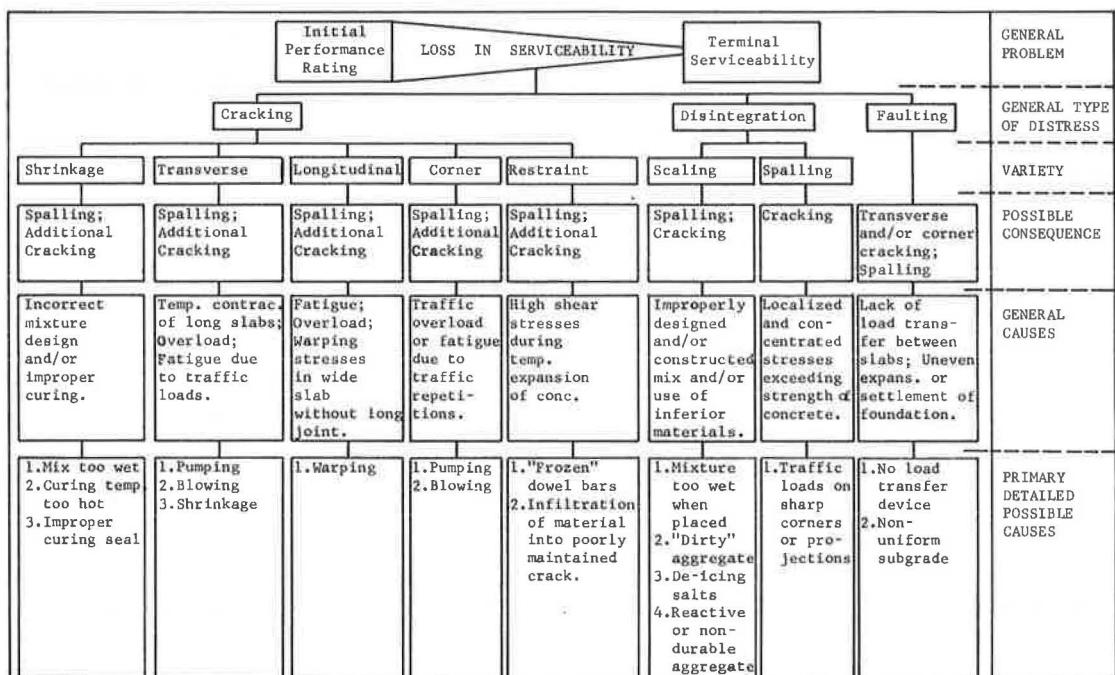 Initial
Performance
Rating
LOSS IN SERVICEABILITY
Terminal
Serviceability
GENERAL
PROBLEM
Cracking
Disintegration
Faulting
GENERAL TYPE
OF DISTRESS
Shrinkage
Transverse
Longitudinal
Corner
Restraint
Scaling
Spalling
VARIETY
Spalling;
Additional
Cracking
Spalling;
Additional
Cracking
Spalling;
Additional
Cracking
Spalling;
Additional
Cracking
Spalling;
Additional
Cracking
Spalling;
Cracking
Cracking
Transverse
and/or corner
cracking;
Spalling
POSSIBLE
CONSEQUENCE
Incorrect
mixture
design
and/or
improper
curing.
Temp. contrac.
of long slabs;
Overload;
Fatigue due
to traffic
loads.
Fatigue;
Overload;
Warping
stresses
in wide
slab
without long
joint.
Traffic
overload
or fatigue
due to
traffic
repeti-
tions.
High shear
stresses
during
temp.
expansion
of conc.
Improperly
designed
and/or
constructed
mix and/or
use of
inferior
materials.
Localized
and con-
centrated
stresses
exceeding
strength of
concrete.
Lack of
load trans-
fer between
slabs; Uneven
expans. or
settlement of
foundation.
GENERAL
CAUSES
1.Mix too wet
2.Curing temp.
too hot
3.Improper
curing seal
1.Pumping
2.Blowing
3.Shrinkage
1.Warping
1.Pumping
2.Blowing
1."Frozen"
dowel bars
2.Infiltration
of material
into poorly
maintained
crack.
1.Mixture
too wet
when
placed
2."Dirty"
aggregate
3.De-icing
salts
4.Reactive
or non-
durable
aggregate
1.Traffic
loads on
sharp
corners
or pro-
jections
1.No load
transfer
device
2.Non-
uniform
subgrade
PRIMARY
DETAILED
POSSIBLE
CAUSES